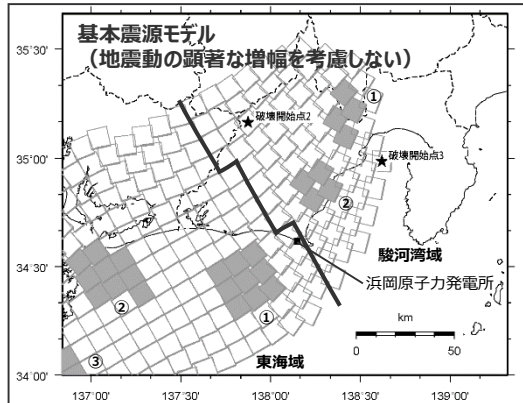 基本震源モデル
（地震動の顕著な増幅を考慮しない）
35°30'
①
★破壊開始点2
35°00'
破壊開始点3
②
駿河湾域
34°30'
浜岡原子力発電所
②
①
km
③
東海域
0
50
34°00'
137°00'
137°30'
138°00'
138°30'
139°00'